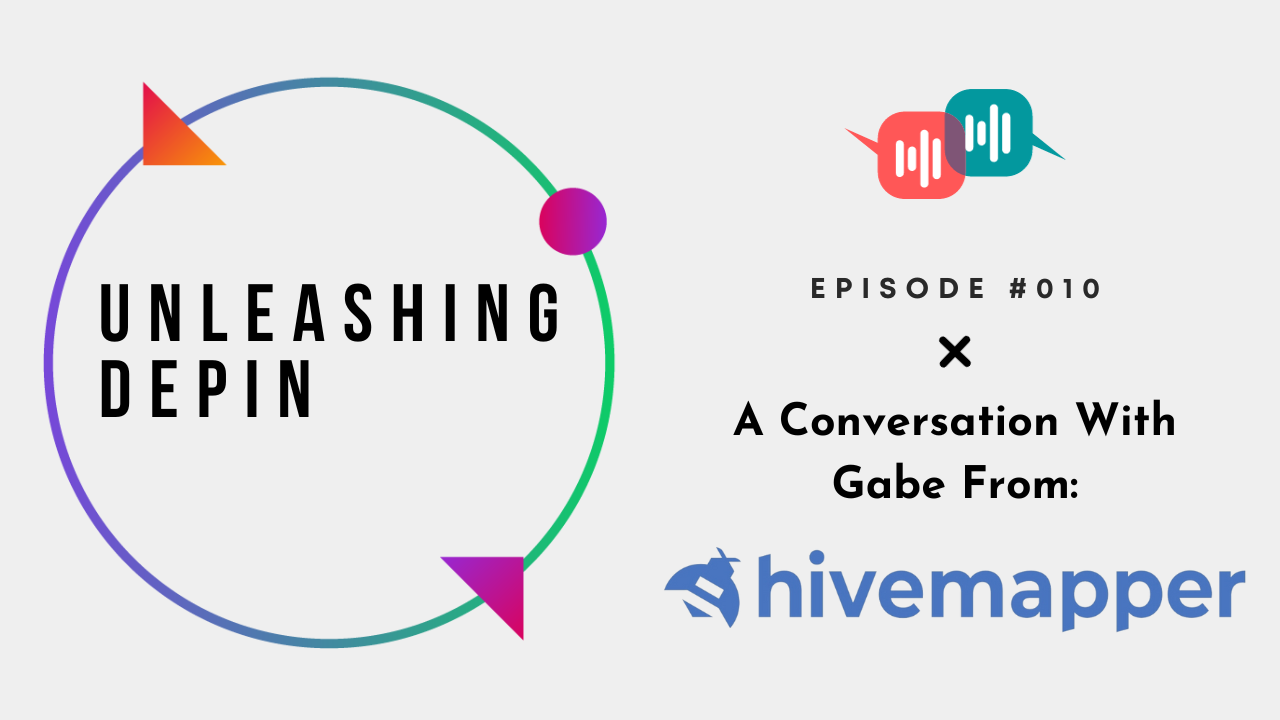 UNLEASHING
DEPIN
EPISODE #010
A Conversation With
Gabe From:
hivemapper